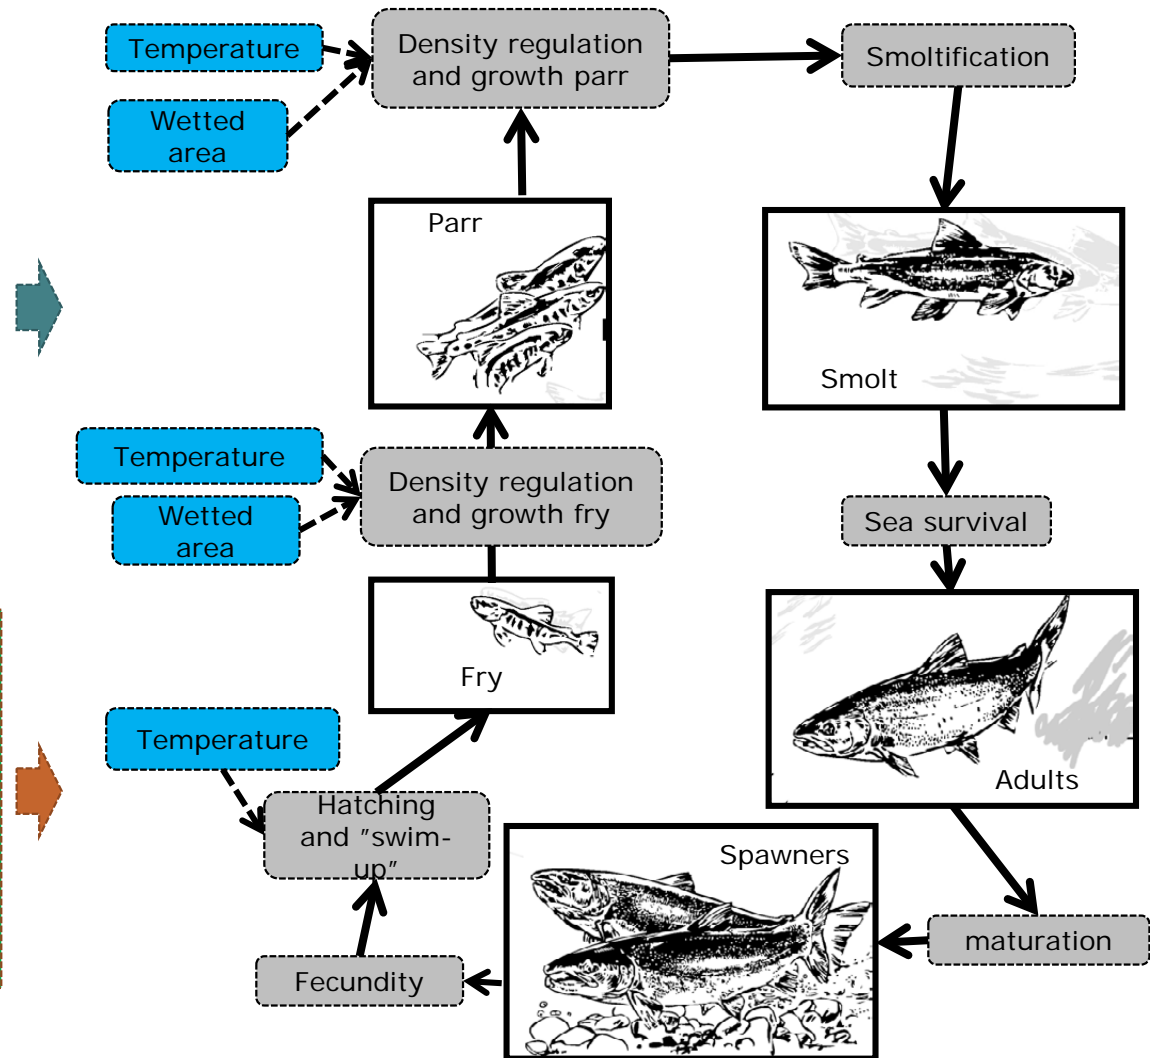 Temperature
Density regulation
and growth parr
Smoltification
Wetted
area
Parr
Smolt
Temperature
Density regulation
and growth fry
Wetted
area
Sea survival
Fry
Temperature
Adults
Hatching
and "swim-
up"
Spawners
maturation
Fecundity